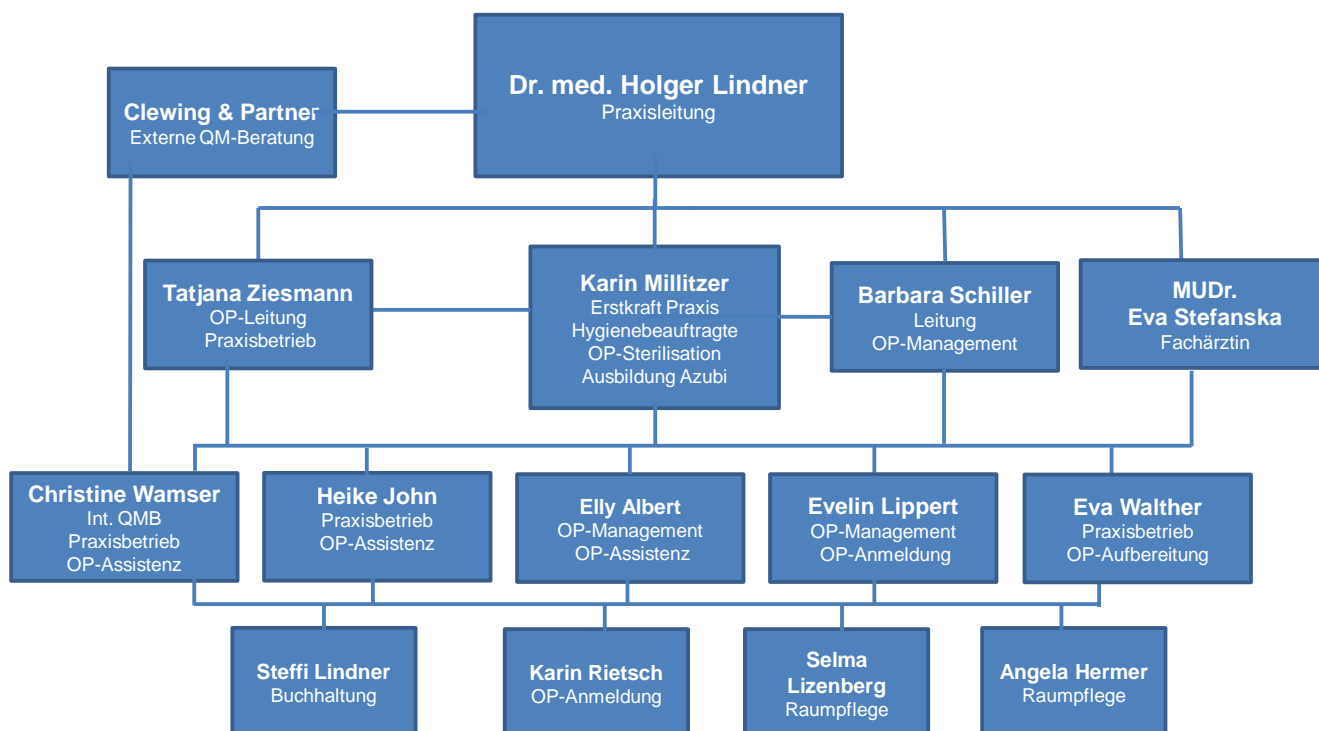 Dr. med. Holger Lindner
Praxisleitung
Clewing & Partner
Externe QM-Beratung
Tatjana Ziesmann
OP-Leitung
Praxisbetrieb
Karin Millitzer
Erstkraft Praxis
Hygienebeauftragte
OP-Sterilisation
Ausbildung Azubi
Barbara Schiller
Leitung
OP-Management
MUDr.
Eva Stefanska
Fachärztin
Christine Wamser
Int. QMB
Praxisbetrieb
OP-Assistenz
Heike John
Praxisbetrieb
OP-Assistenz
Elly Albert
OP-Management
OP-Assistenz
Evelin Lippert
OP-Management
OP-Anmeldung
Eva Walther
Praxisbetrieb
OP-Aufbereitung
Steffi Lindner
Buchhaltung
Karin Rietsch
OP-Anmeldung
Selma
Lizenberg
Raumpflege
Angela Hermer
Raumpflege